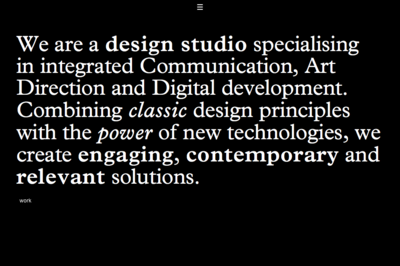 We are a design studio specialising
in integrated Communication, Art
Direction and Digital development.
Combining classic design principles
with the power of new technologies, we
create engaging, contemporary and
relevant solutions.
work